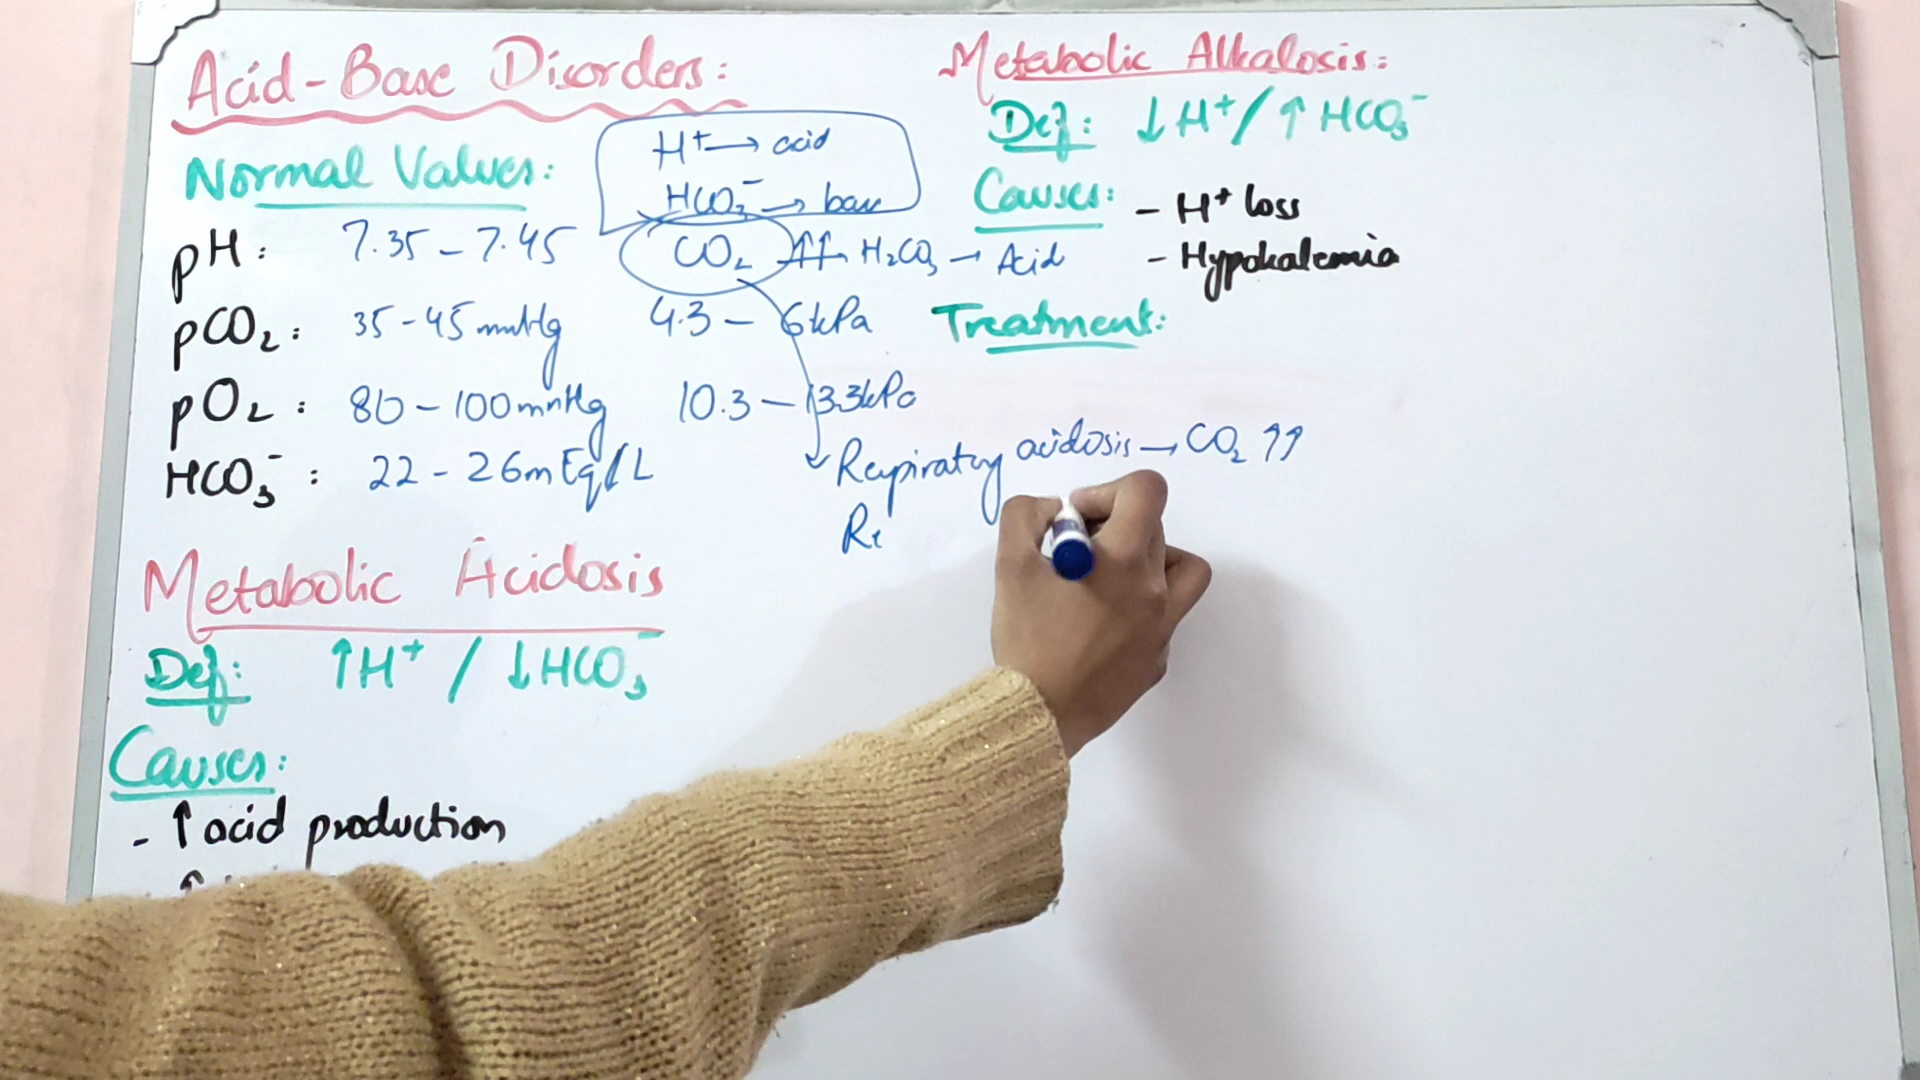 Acid-Base Disorders:
Normal Values:
H⁺ → acid
HCO₃⁻ → base
pH: 7.35 - 7.45
CO₂ ↑↑ → H₂CO₃ → Acid
pCO₂: 35-45 mmHg 4.3 - 6 kPa
pO₂: 80-100 mmHg 10.3 - 13.3 kPa
HCO₃⁻: 22-26 mEq/L
Metabolic Acidosis
Def: ↑H⁺ / ↓HCO₃⁻
Causes:
- ↑ acid production
Metabolic Alkalosis:
Def: ↓H⁺/↑HCO₃⁻
Causes: - H⁺ loss
- Hypokalemia
Treatment:
Respiratory acidosis → CO₂ ↑↑
Re